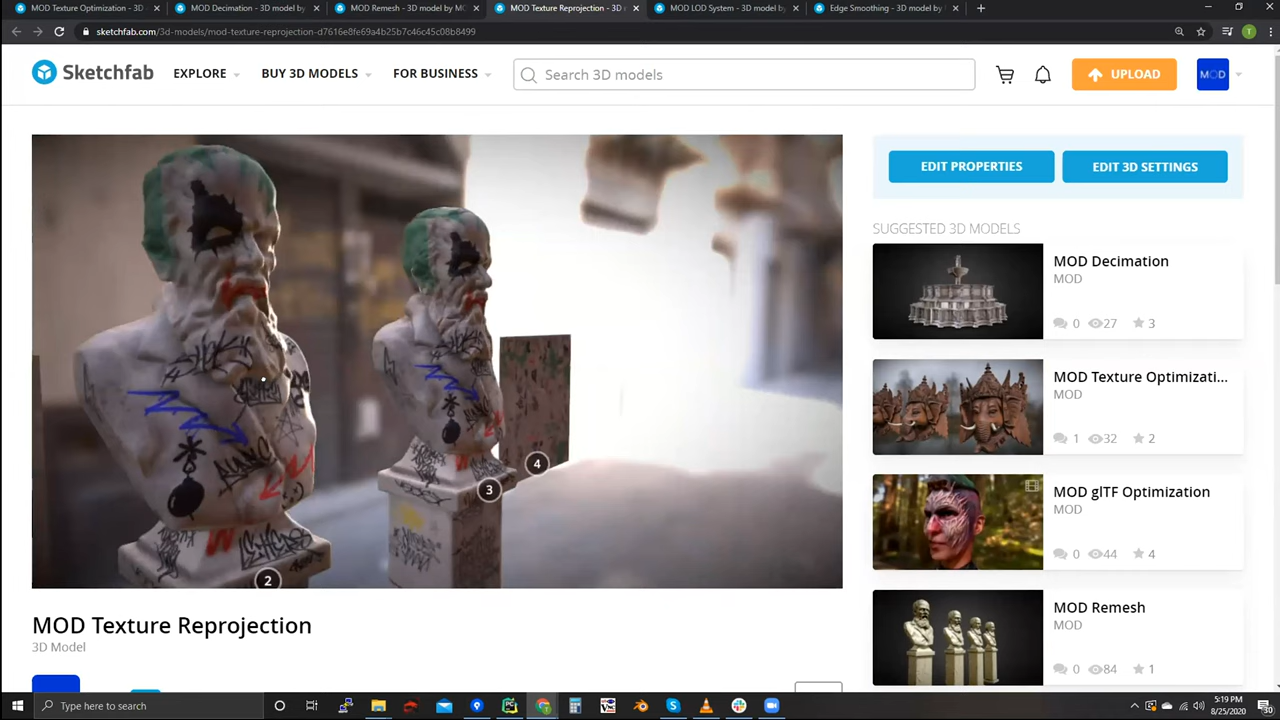 MOD Texture Optimization - 3D
MOD Decimation - 3D model by
MOD Remesh - 3D model by MO
MOD Texture Reprojection - 3D
MOD LOD System - 3D model by
Edge Smoothing - 3D model by
sketchfab.com/3d-models/mod-texture-reprojection-d7616e8fe69a4b25b7c46c45c08b8499
T
Sketchfab
EXPLORE
BUY 3D MODELS
FOR BUSINESS
Search 3D models
UPLOAD
MOD
4
3
2
MOD Texture Reprojection
3D Model
EDIT PROPERTIES
EDIT 3D SETTINGS
SUGGESTED 3D MODELS
MOD Decimation
MOD
0 27 3
MOD Texture Optimizati...
MOD
1 32 2
MOD glTF Optimization
MOD
0 44 4
MOD Remesh
MOD
0 84 1
Type here to search
5:19 PM
8/25/2020